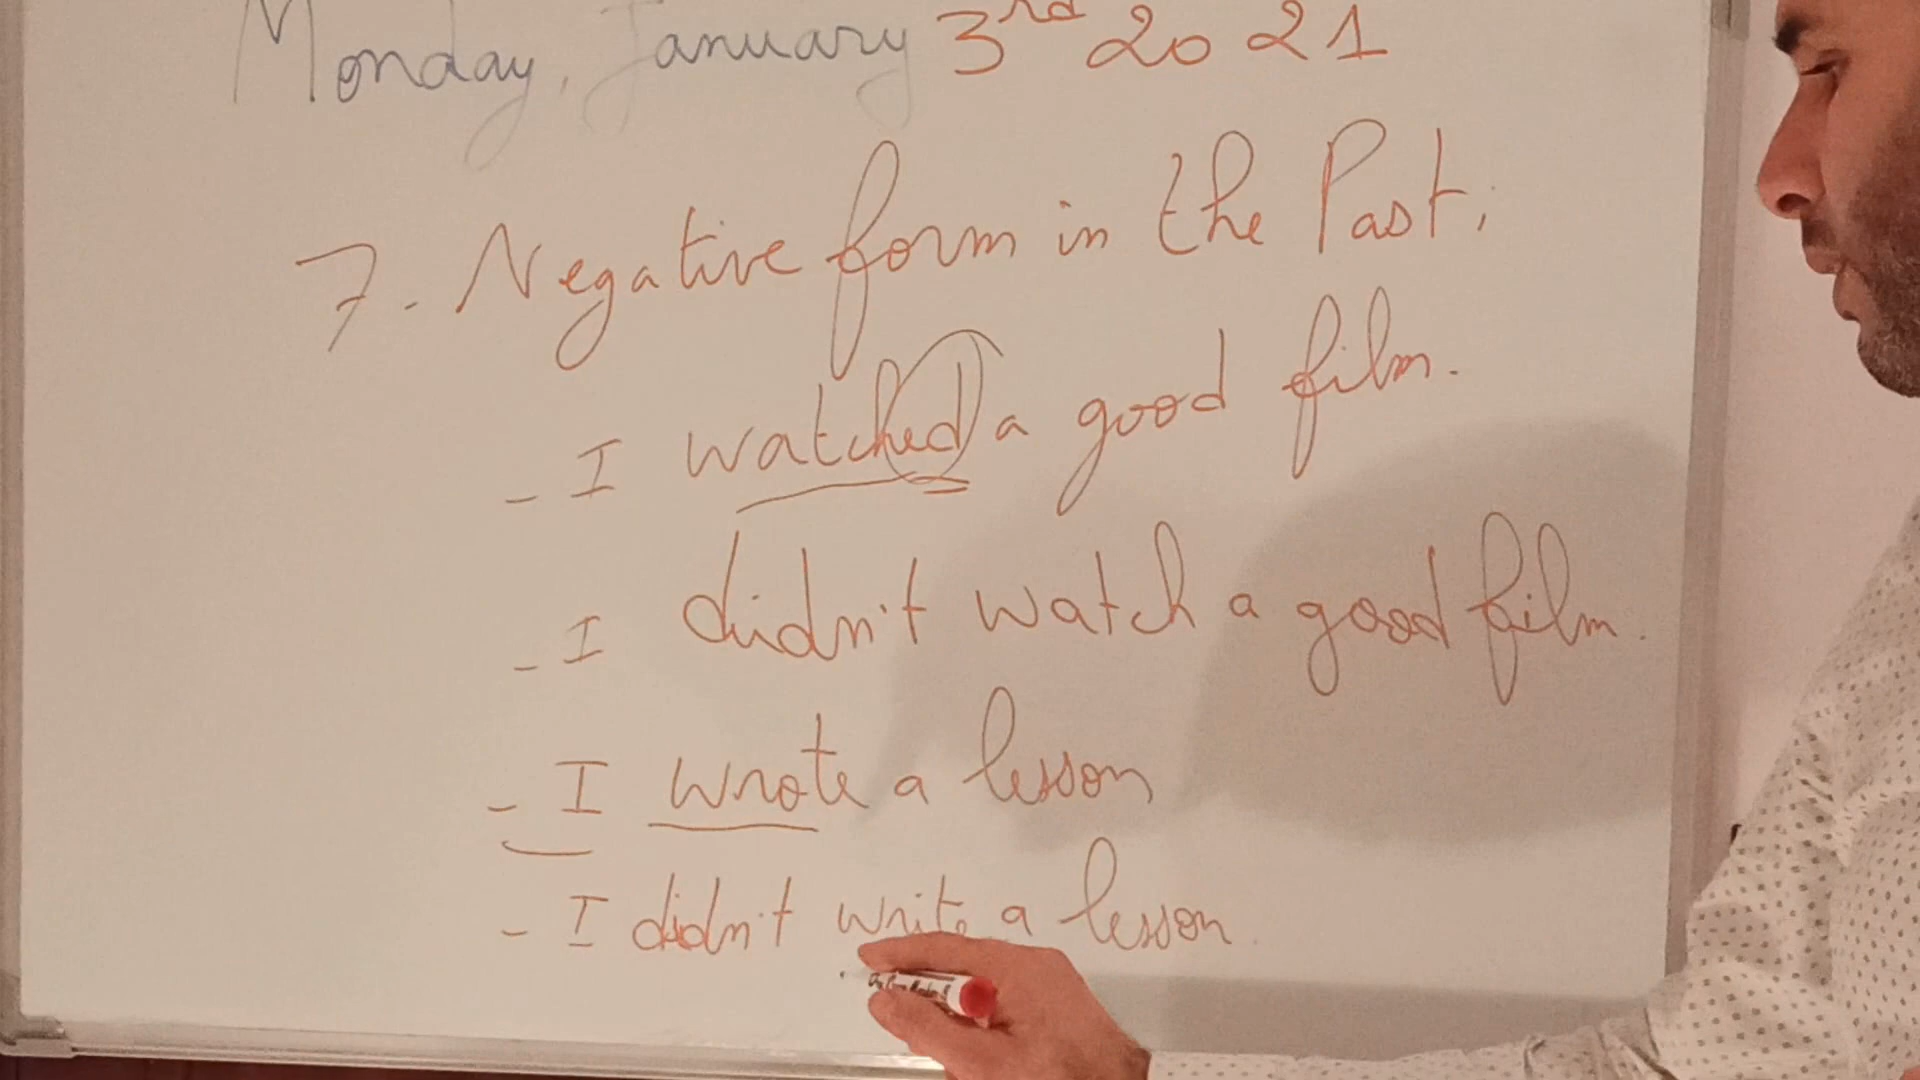 Monday, January 3rd 2021
7. Negative form in the Past.
- I watched a good film.
- I didn't watch a good film.
- I wrote a lesson
- I didn't write a lesson.